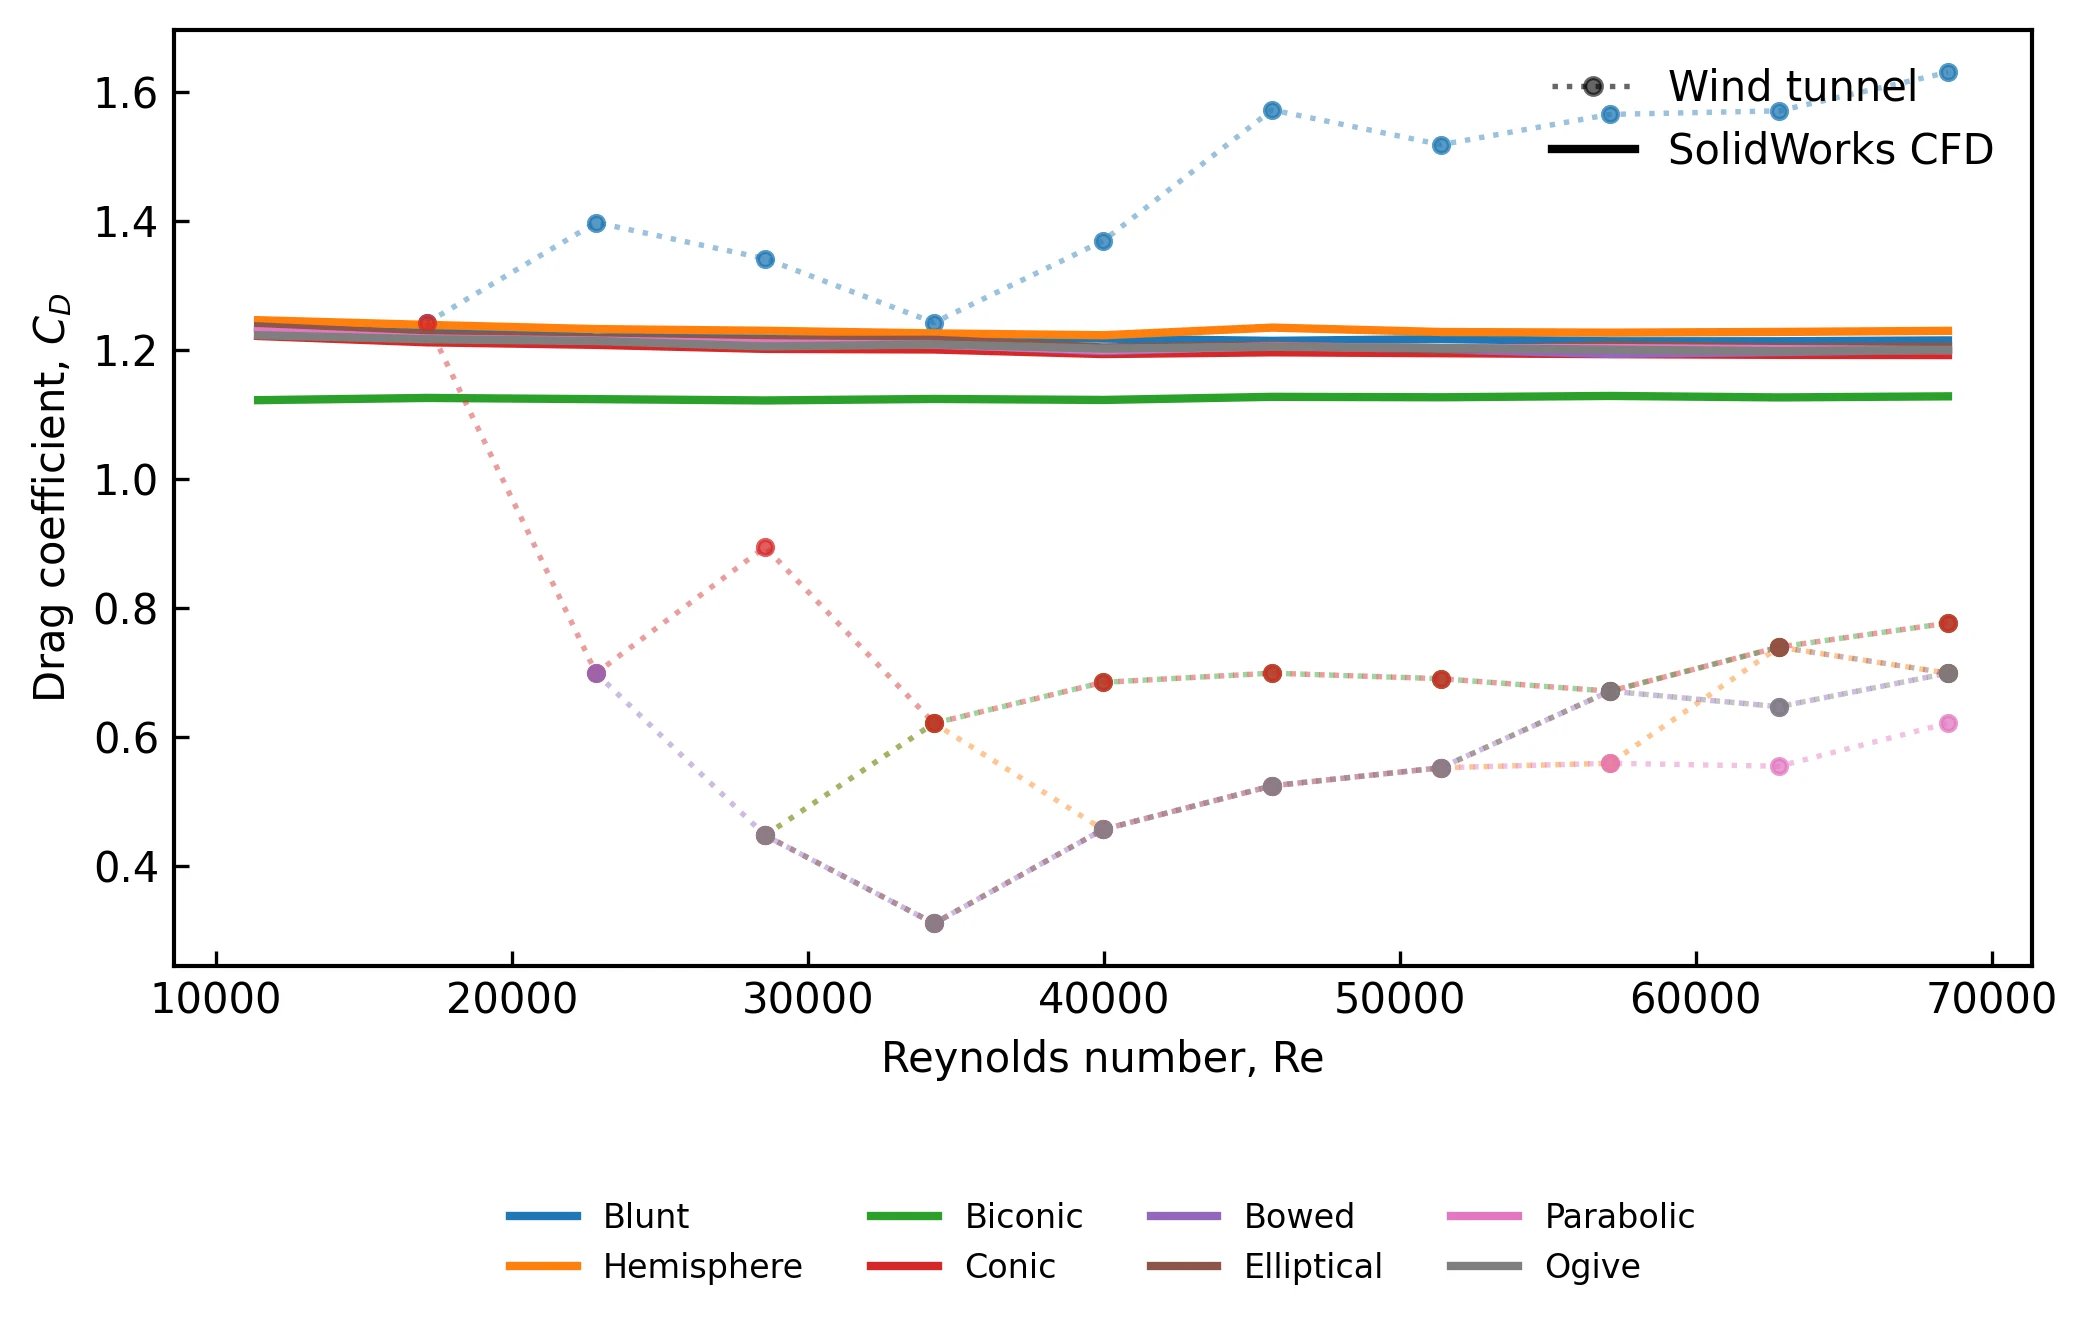 Wind tunnel
SolidWorks CFD
Drag coefficient, C_D
1.6
1.4
1.2
1.0
0.8
0.6
0.4
10000 20000 30000 40000 50000 60000 70000
Reynolds number, Re
Blunt Biconic Bowed Parabolic
Hemisphere Conic Elliptical Ogive